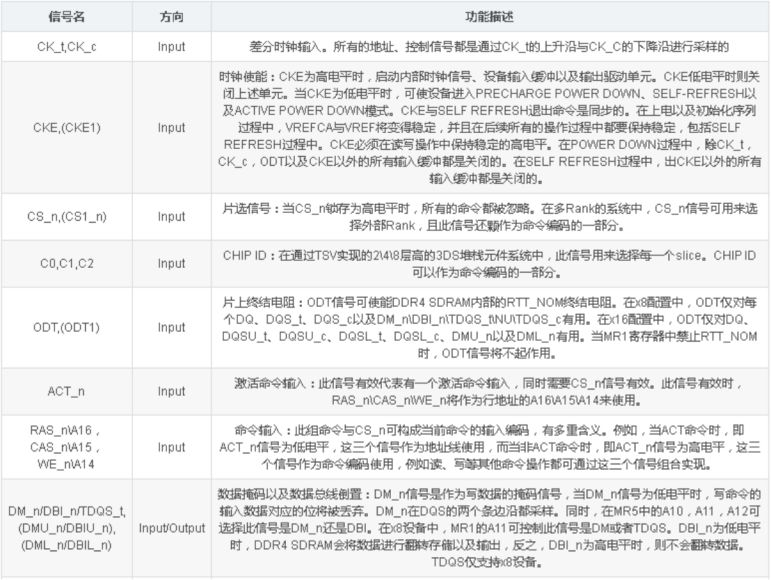 信号名 方向 功能描述
CK_t,CK_c Input 差分时钟输入。所有的地址、控制信号都是通过CK_t的上升沿与CK_C的下降沿进行采样的
时钟使能：CKE为高电平时，启动内部时钟信号、设备输入缓冲以及输出驱动单元。CKE低电平时则关
闭上述单元。当CKE为低电平时，可使设备进入PRECHARGE POWER DOWN、SELF-REFRESH以
及ACTIVE POWER DOWN模式。CKE与SELF REFRESH退出命令是同步的。在上电以及初始化序列
CKE,(CKE1) Input 过程中，VREFCA与VREF将变得稳定，并且在后续所有的操作过程中都要保持稳定，包括SELF
REFRESH过程中。CKE必须在读写操作中保持稳定的高电平。在POWER DOWN过程中，除CK_t，
CK_c，ODT以及CKE以外的所有输入缓冲都是关闭的。在SELF REFRESH过程中，出CKE以外的所有
输入缓冲都是关闭的。
片选信号：当CS_n锁存为高电平时，所有的命令都被忽略。在多Rank的系统中，CS_n信号可用来选
CS_n,(CS1_n) Input 择外部Rank，且此信号还颗作为命令编码的一部分。
CHIP ID：在通过TSV实现的2\4\8层高的3DS堆栈元件系统中，此信号用来选择每一个slice。CHIP ID
C0,C1,C2 Input 可以作为命令编码的一部分。
片上终结电阻：ODT信号可使能DDR4 SDRAM内部的RTT_NOM终结电阻。在x8配置中，ODT仅对每
ODT,(ODT1) Input 个DQ、DQS_t、DQS_c以及DM_n\DBI_n\TDQS_t\NU\TDQS_c有用。在x16配置中，ODT仅对DQ、
DQSU_t、DQSU_c、DQSL_t、DQSL_c、DMU_n以及DML_n有用。当MR1寄存器中禁止RTT_NOM
时，ODT信号将不起作用。
激活命令输入：此信号有效代表有一个激活命令输入，同时需要CS_n信号有效。此信号有效时，
ACT_n Input RAS_n\CAS_n\WE_n将作为行地址的A16\A15\A14来使用。
RAS_n\A16， 命令输入：此组命令与CS_n可构成当前命令的输入编码，有多重含义。例如，当ACT命令时，即
CAS_n\A15， Input ACT_n信号为低电平，这三个信号作为地址线使用，而当非ACT命令时，即ACT_n信号为高电平，这三
WE_n\A14 个信号作为命令编码使用，例如读、写等其他命令操作都可通过这三个信号组合实现。
数据掩码以及数据总线倒置：DM_n信号是作为写数据的掩码信号，当DM_n信号为低电平时，写命令的
DM_n/DBI_n/TDQS_t, 输入数据对应的位将被丢弃。DM_n在DQS的两个条边沿都采样。同时，在MR5中的A10，A11，A12可
(DMU_n/DBIU_n), Input/Output 选择此信号是DM_n还是DBI。在x8设备中，MR1的A11可控制此信号是DM或者TDQS。DBI_n为低电平
(DML_n/DBIL_n) 时，DDR4 SDRAM会将数据进行翻转存储以及输出，反之，DBI_n为高电平时，则不会翻转数据。
TDQS仅支持x8设备。